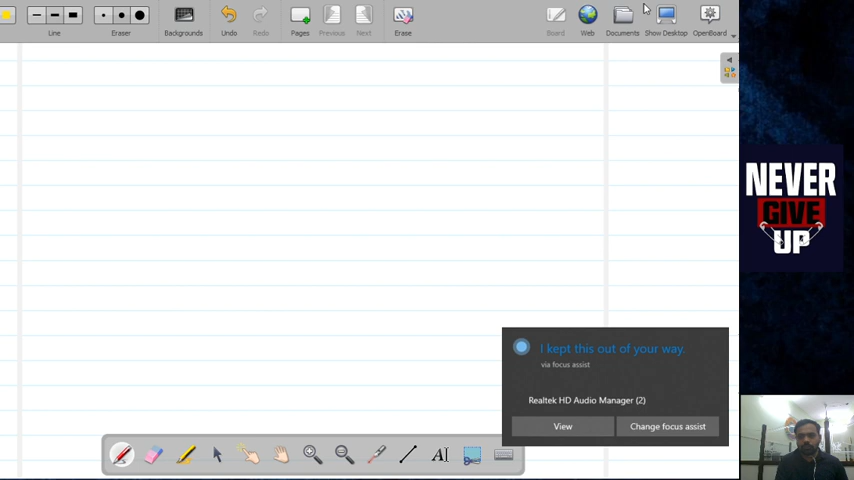 Line
Eraser
Backgrounds
Undo
Redo
Pages
Previous
Next
Erase
Board
Web
Documents
Show Desktop
OpenBoard
NEVER
GIVE
UP
I kept this out of your way.
via focus assist
Realtek HD Audio Manager (2)
View
Change focus assist
AI